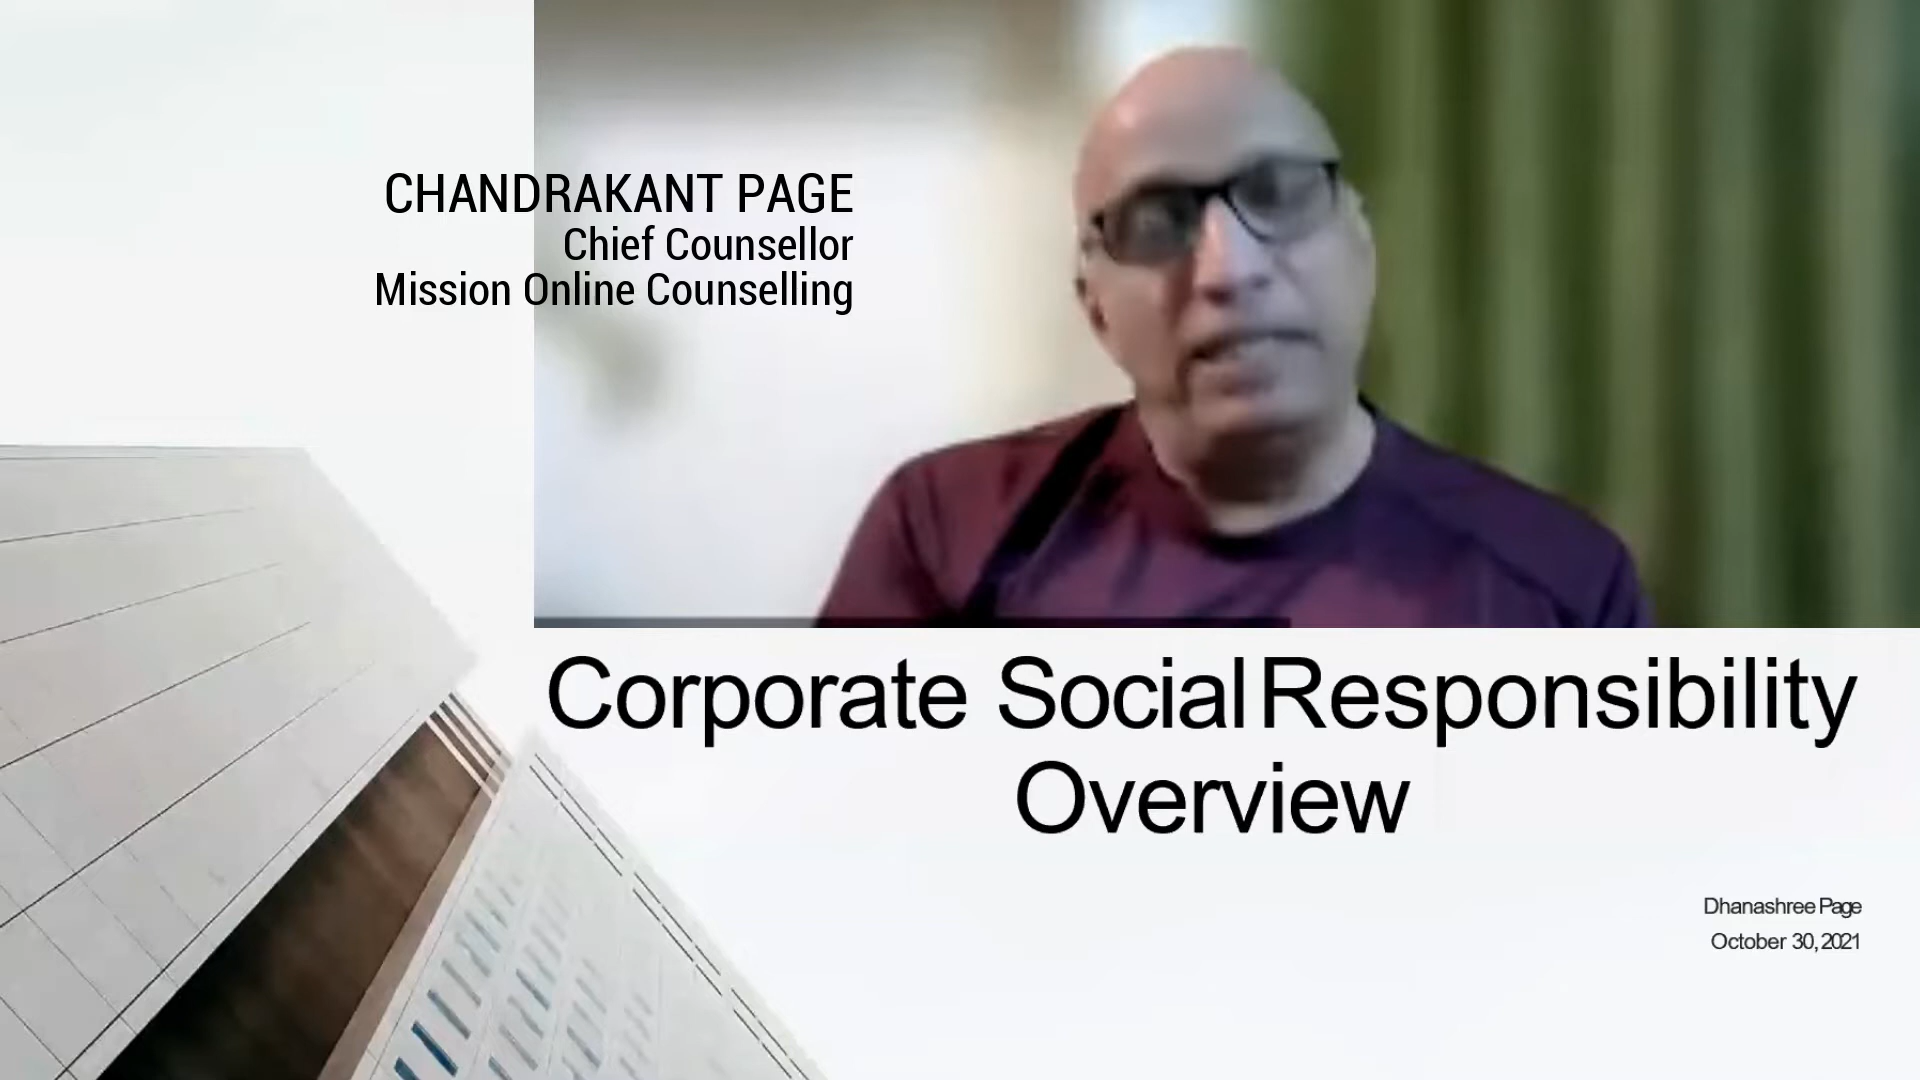 CHANDRAKANT PAGE
Chief Counsellor
Mission Online Counselling
Corporate Social Responsibility
Overview
Dhanashree Page
October 30, 2021